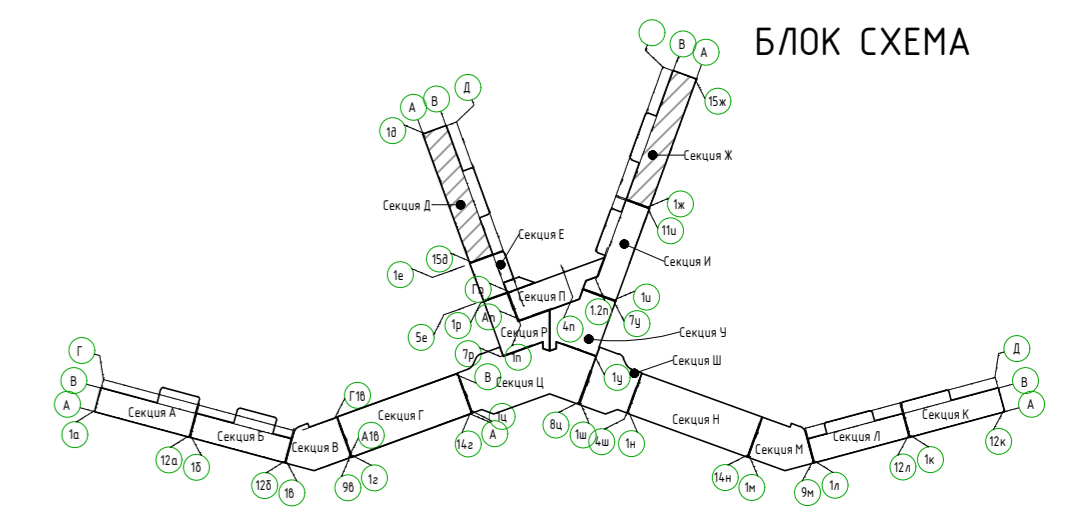 БЛОК СХЕМА
В
А
Д
В
А
1д
15ж
Секция Ж
Секция Д
1ж
11и
Секция Е
Секция И
15д
1е
Гр
Секция П
1.2п
1и
7у
5е
1р
Ап
Секция Р
4п
Секция У
7р
1п
Секция Ш
Г
В
А
1а
Секция А
Секция Б
12а
1б
Секция В
12б
1в
Г1в
Секция Г
А1в
9в
1г
В
Секция Ц
1ц
А
14г
1у
8ц
1ш
4ш
1н
Секция Н
14н
1м
Секция М
9м
1л
Секция Л
12л
1к
Секция К
12к
Д
В
А